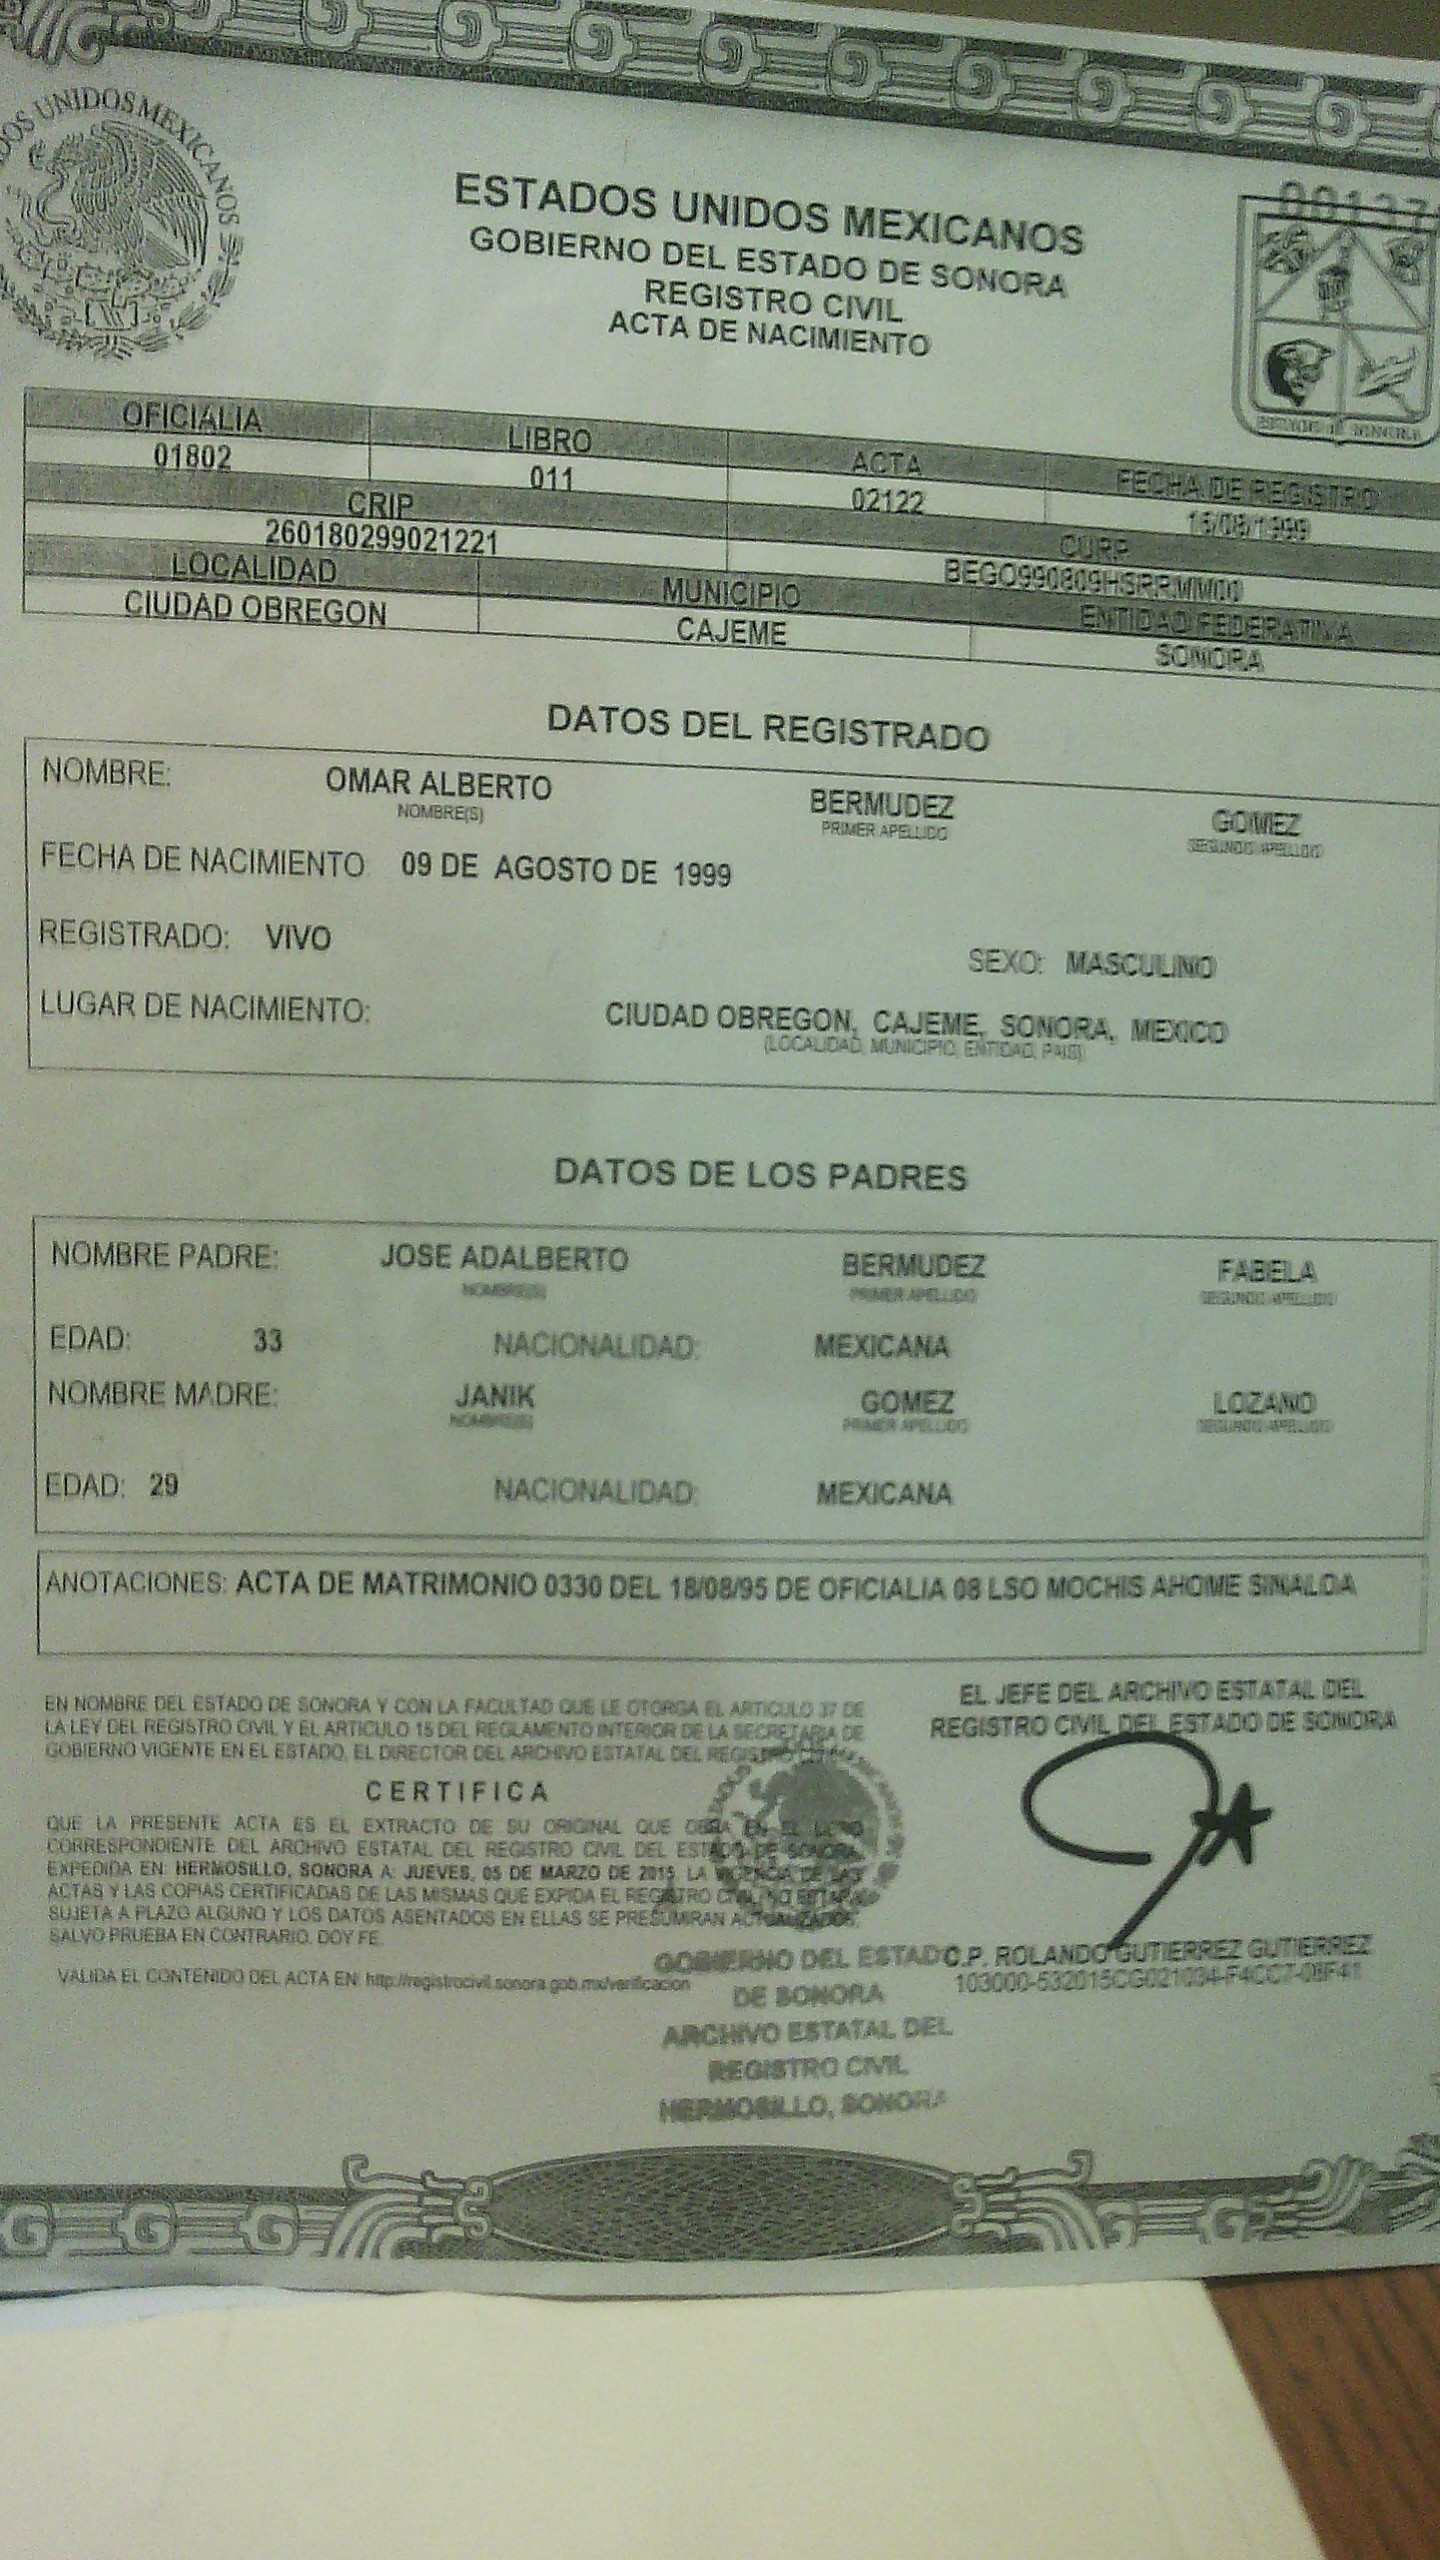 UNIDOS MEXICANOS
ESTADOS UNIDOS MEXICANOS
GOBIERNO DEL ESTADO DE SONORA
REGISTRO CIVIL
ACTA DE NACIMIENTO
ESTADO DE SONORA
OFICIALIA LIBRO ACTA FECHA DE REGISTRO
01802 011 02122
CRIP CURP
260180299021221
LOCALIDAD MUNICIPIO ENTIDAD FEDERATIVA
CIUDAD OBREGON CAJEME SONORA
DATOS DEL REGISTRADO
NOMBRE: OMAR ALBERTO BERMUDEZ GOMEZ
NOMBRE(S) PRIMER APELLIDO SEGUNDO APELLIDO
FECHA DE NACIMIENTO 09 DE AGOSTO DE 1999
REGISTRADO: VIVO SEXO: MASCULINO
LUGAR DE NACIMIENTO: CIUDAD OBREGON, CAJEME, SONORA, MEXICO
(LOCALIDAD, MUNICIPIO, ENTIDAD, PAIS)
DATOS DE LOS PADRES
NOMBRE PADRE: JOSE ADALBERTO BERMUDEZ FABELA
NOMBRE(S) PRIMER APELLIDO SEGUNDO APELLIDO
EDAD: 33 NACIONALIDAD: MEXICANA
NOMBRE MADRE: JANIK GOMEZ LOZANO
NOMBRE(S) PRIMER APELLIDO SEGUNDO APELLIDO
EDAD: 29 NACIONALIDAD: MEXICANA
ANOTACIONES: ACTA DE MATRIMONIO 0330 DEL 18/08/95 DE OFICIALIA 08 LSO MOCHIS AHOME SINALOA
EN NOMBRE DEL ESTADO DE SONORA Y CON LA FACULTAD QUE LE OTORGA EL ARTICULO 37 DE
LA LEY DEL REGISTRO CIVIL Y EL ARTICULO 15 DEL REGLAMENTO INTERIOR DE LA SECRETARIA DE
GOBIERNO VIGENTE EN EL ESTADO, EL DIRECTOR DEL ARCHIVO ESTATAL DEL REGISTRO
CERTIFICA
QUE LA PRESENTE ACTA ES EL EXTRACTO DE SU ORIGINAL QUE OBRA EN EL LIBRO
CORRESPONDIENTE DEL ARCHIVO ESTATAL DEL REGISTRO CIVIL DEL ESTADO DE SONORA,
EXPEDIDA EN: HERMOSILLO, SONORA A: JUEVES, 05 DE MARZO DE 2015 LA VIGENCIA DE LAS
ACTAS Y LAS COPIAS CERTIFICADAS DE LAS MISMAS QUE EXPIDA EL REGISTRO CIVIL NO ESTARA
SUJETA A PLAZO ALGUNO Y LOS DATOS ASENTADOS EN ELLAS SE PRESUMIRAN ACTUALIZADOS,
SALVO PRUEBA EN CONTRARIO. DOY FE.
VALIDA EL CONTENIDO DEL ACTA EN: http://registrocivil.sonora.gob.mx/verificacion
EL JEFE DEL ARCHIVO ESTATAL DEL
REGISTRO CIVIL DEL ESTADO DE SONORA
C.P. ROLANDO GUTIERREZ GUTIERREZ
GOBIERNO DEL ESTADO
DE SONORA
ARCHIVO ESTATAL DEL
REGISTRO CIVIL
HERMOSILLO, SONORA